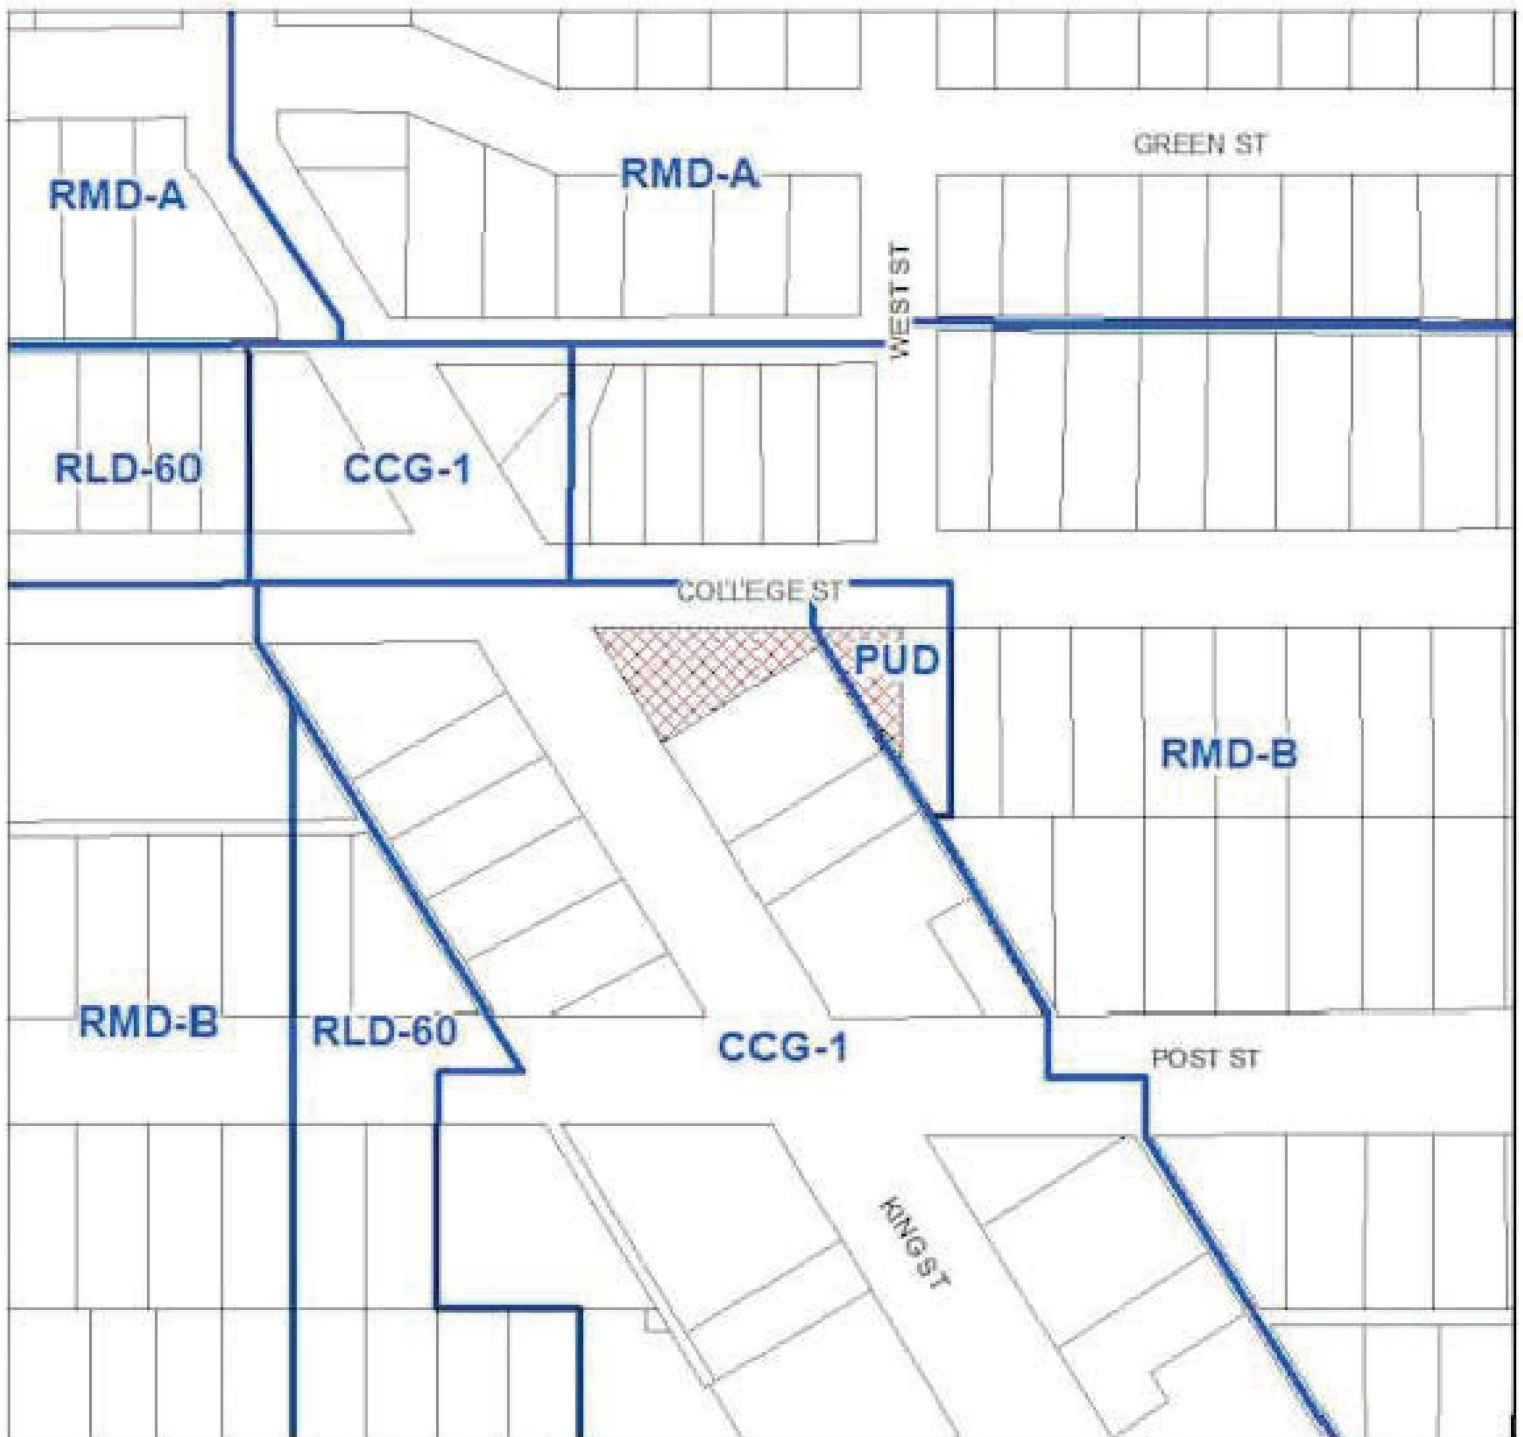 GREEN ST
RMD-A
RMD-A
WEST ST
RLD-60
CCG-1
COLLEGE ST
PUD
RMD-B
RMD-B
RLD-60
CCG-1
POST ST
KING ST